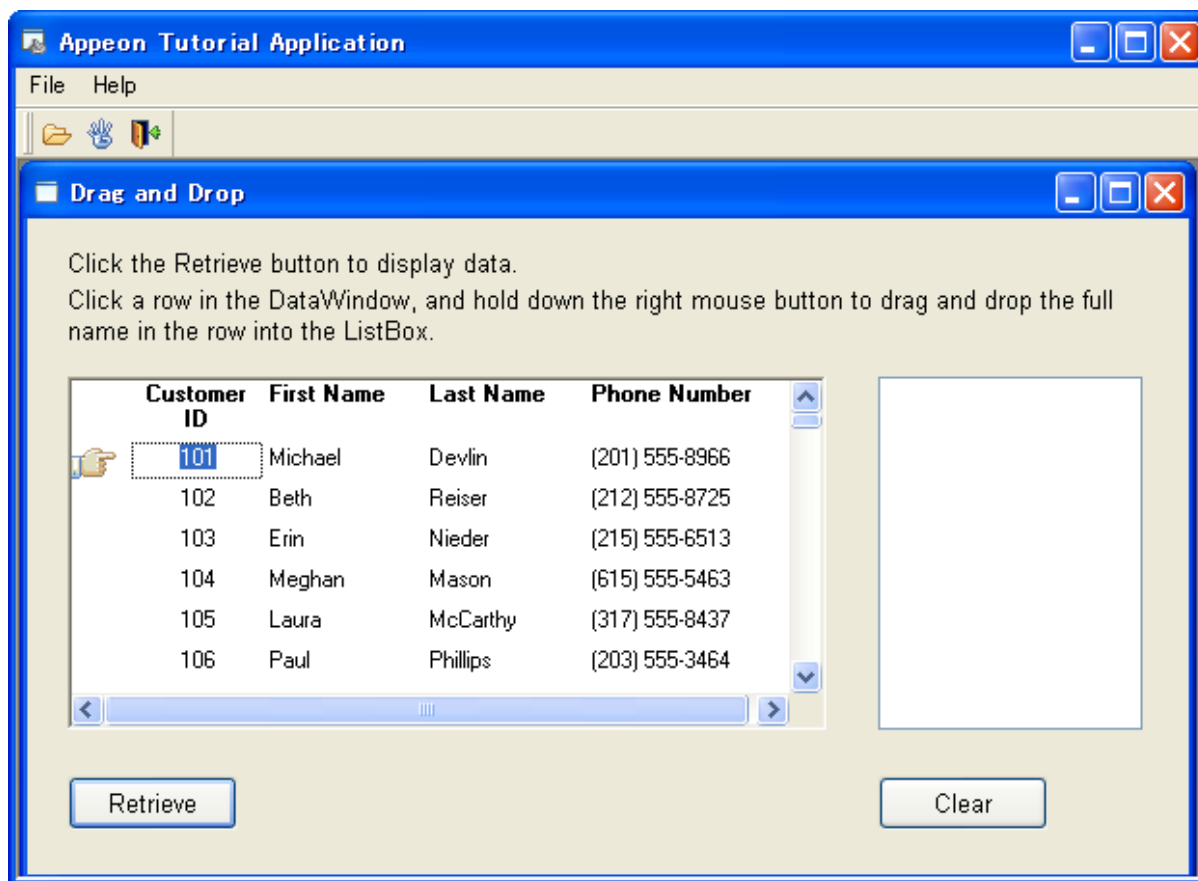 Appeon Tutorial Application
File Help
Drag and Drop
Click the Retrieve button to display data.
Click a row in the DataWindow, and hold down the right mouse button to drag and drop the full
name in the row into the ListBox.
Customer First Name Last Name Phone Number
ID
101 Michael Devlin (201) 555-8966
102 Beth Reiser (212) 555-8725
103 Erin Nieder (215) 555-6513
104 Meghan Mason (615) 555-5463
105 Laura McCarthy (317) 555-8437
106 Paul Phillips (203) 555-3464
Retrieve Clear